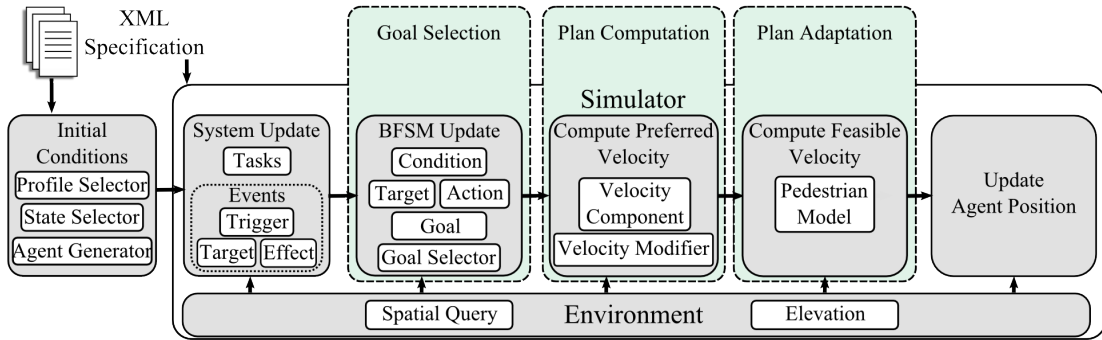 XML
Specification
Goal Selection
Plan Computation
Plan Adaptation
Simulator
Initial
Conditions
Profile Selector
State Selector
Agent Generator
System Update
Tasks
Events
Trigger
Target
Effect
BFSM Update
Condition
Target
Action
Goal
Goal Selector
Compute Preferred
Velocity
Velocity
Component
Velocity Modifier
Compute Feasible
Velocity
Pedestrian
Model
Update
Agent Position
Spatial Query
Environment
Elevation